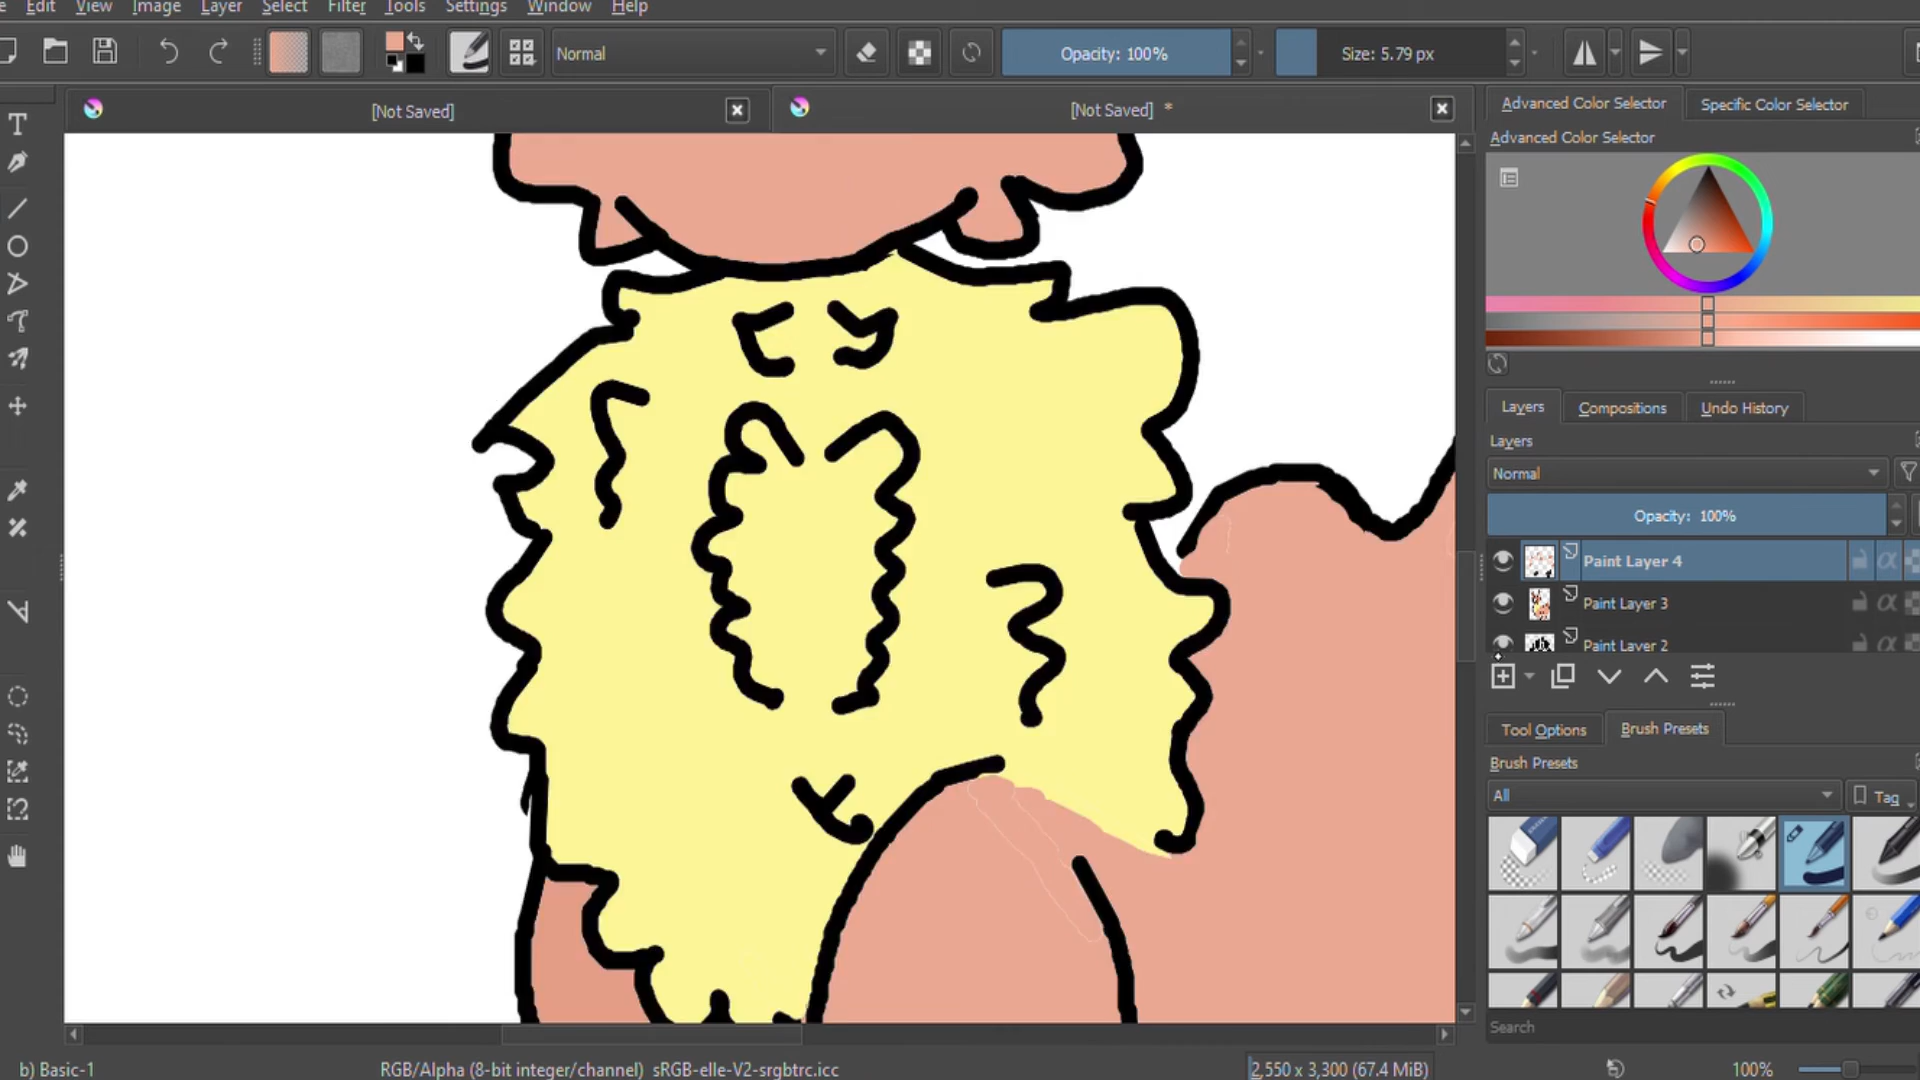 Edit View Image Layer Select Filter Tools Settings Window Help
Normal
Opacity: 100%
Size: 5.79 px
[Not Saved]
[Not Saved] *
Advanced Color Selector
Specific Color Selector
Advanced Color Selector
Layers
Compositions
Undo History
Layers
Normal
Opacity: 100%
Paint Layer 4
Paint Layer 3
Paint Layer 2
Tool Options
Brush Presets
Brush Presets
All
Tag
Search
b) Basic-1
RGB/Alpha (8-bit integer/channel) sRGB-elle-V2-srgbtrc.icc
2,550 x 3,300 (67.4 MiB)
100%